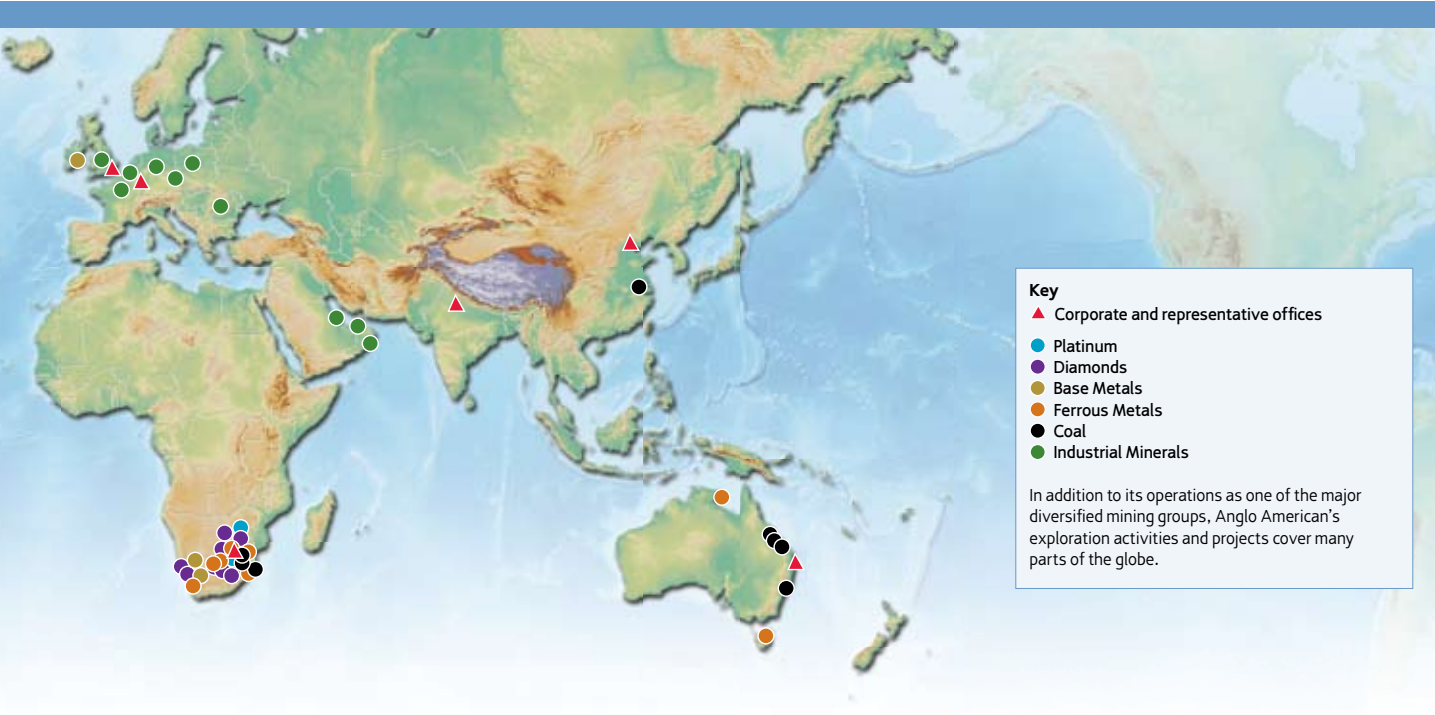 Key
Corporate and representative offices
Platinum
Diamonds
Base Metals
Ferrous Metals
Coal
Industrial Minerals
In addition to its operations as one of the major
diversified mining groups, Anglo American's
exploration activities and projects cover many
parts of the globe.